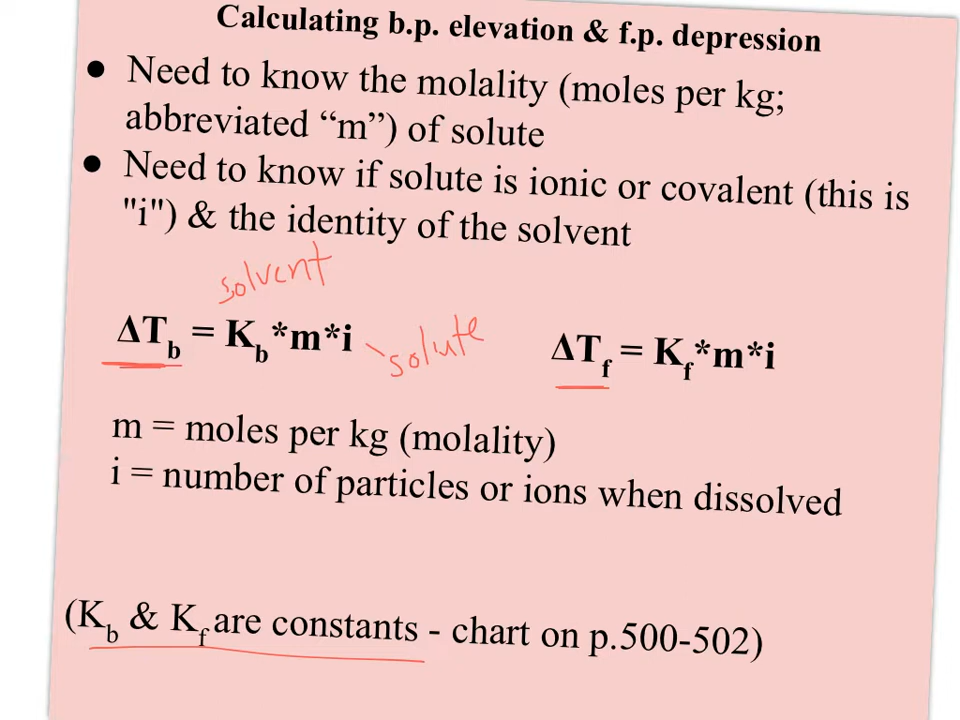 Calculating b.p. elevation & f.p. depression
● Need to know the molality (moles per kg;
abbreviated “m”) of solute
● Need to know if solute is ionic or covalent (this is
"i") & the identity of the solvent
solvent
ΔTb = Kb*m*i
solute
ΔTf = Kf*m*i
m = moles per kg (molality)
i = number of particles or ions when dissolved
(Kb & Kf are constants - chart on p.500-502)